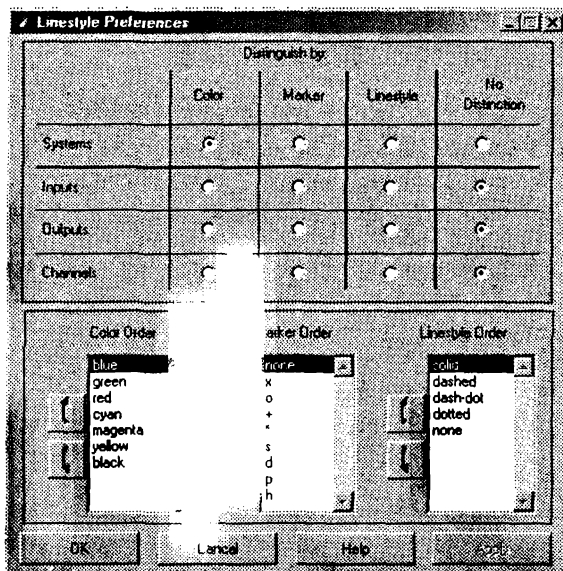 Linestyle Preferences
Distinguish by:
Color Marker Linestyle No Distinction
Systems
Inputs
Outputs
Channels
Color Order
arker Order
Linestyle Order
blue
green
red
cyan
magenta
yellow
black
none
x
o
+
*
s
d
p
h
solid
dashed
dash-dot
dotted
none
OK
Cancel
Help
Apply